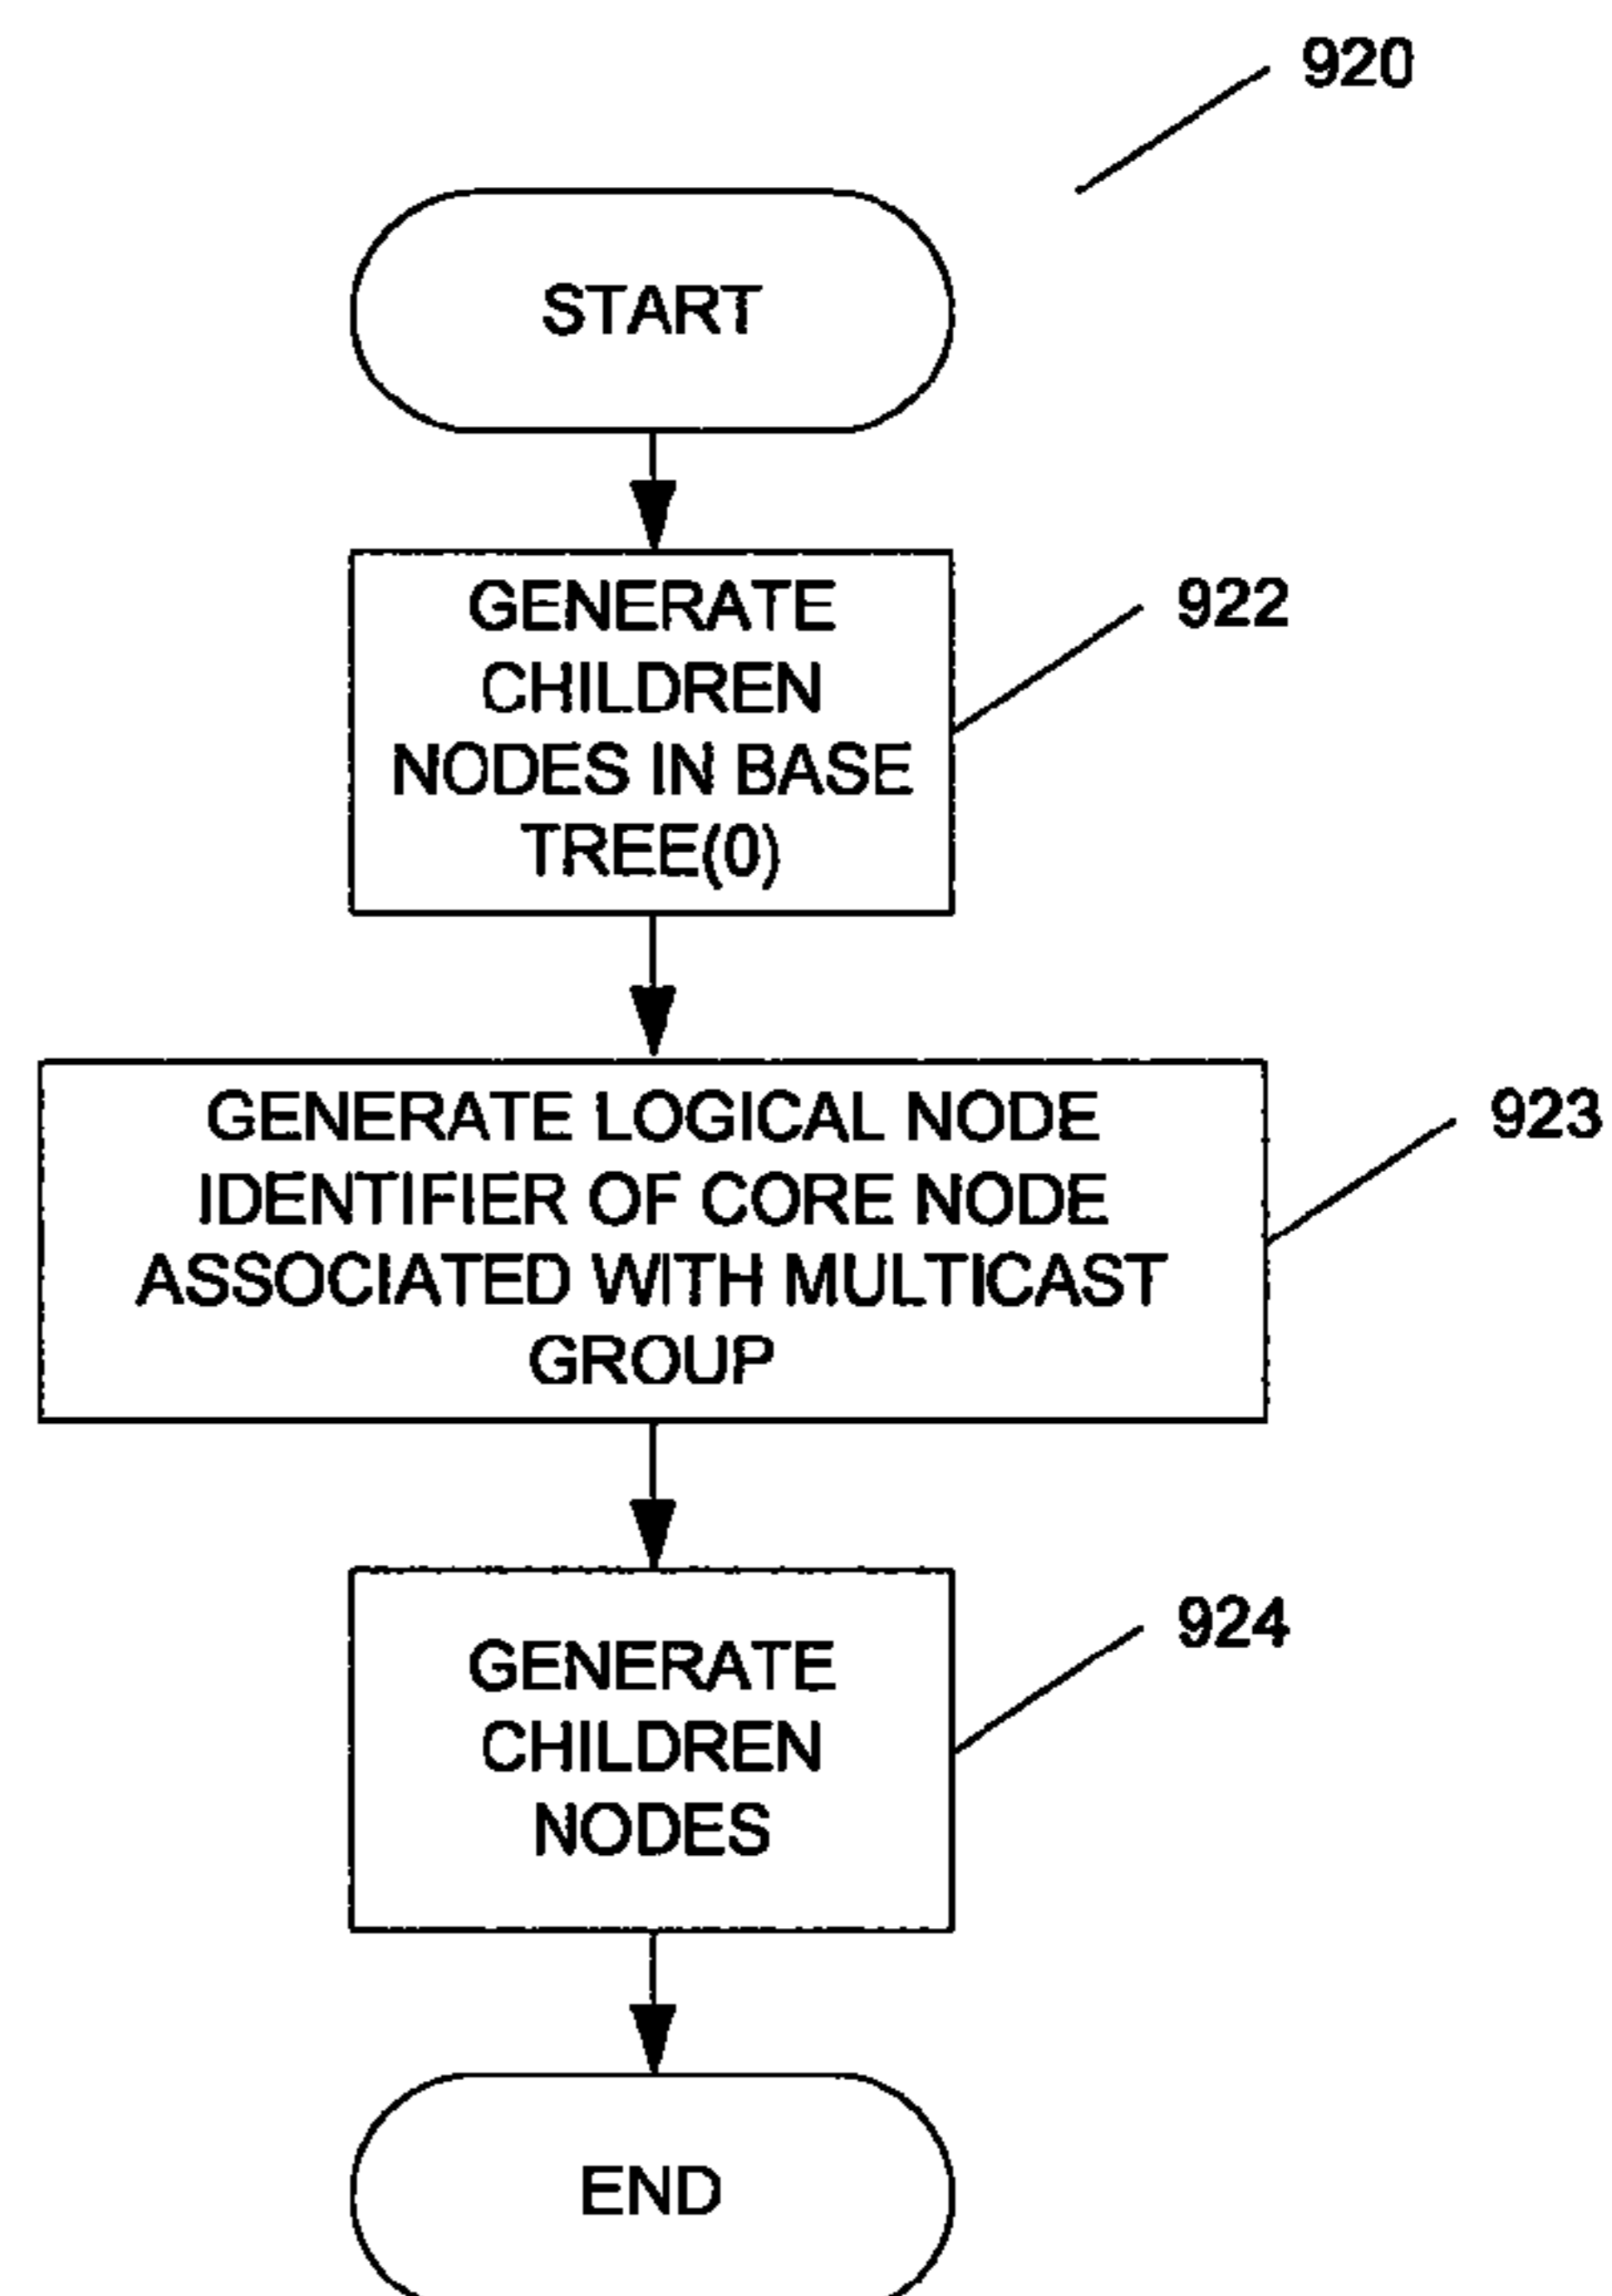 920
START
GENERATE
CHILDREN
NODES IN BASE
TREE(0)
922
GENERATE LOGICAL NODE
IDENTIFIER OF CORE NODE
ASSOCIATED WITH MULTICAST
GROUP
923
GENERATE
CHILDREN
NODES
924
END